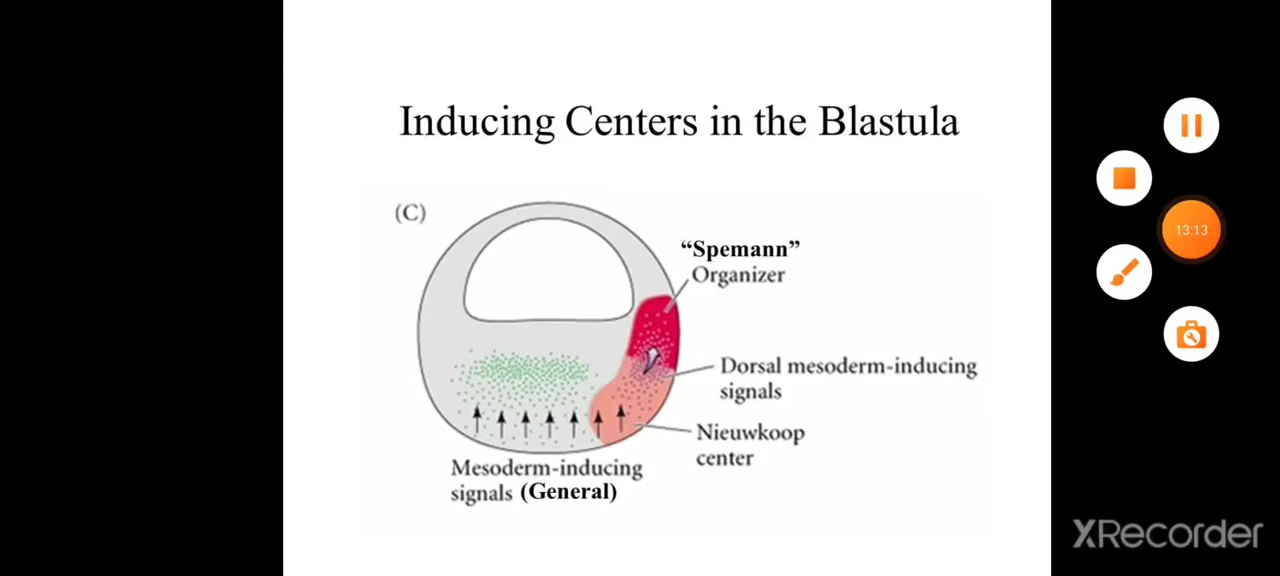 Inducing Centers in the Blastula
(C)
“Spemann”
Organizer
Dorsal mesoderm-inducing
signals
Nieuwkoop
center
Mesoderm-inducing
signals (General)
13:13
XRecorder